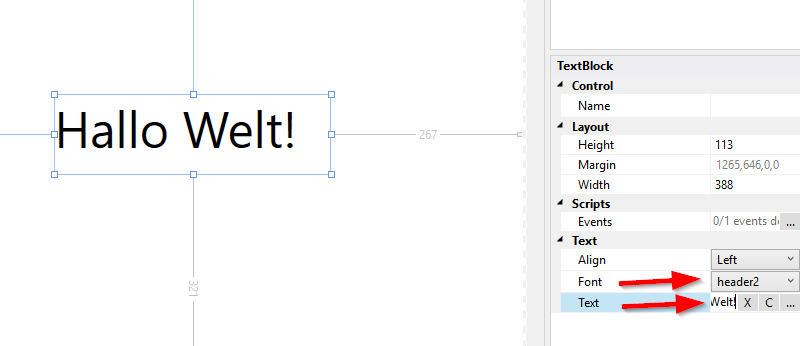 Hallo Welt!
267
321
TextBlock
Control
Name
Layout
Height 113
Margin 1265,646,0,0
Width 388
Scripts
Events 0/1 events de ...
Text
Align Left
Font header2
Text Welt! X C ...